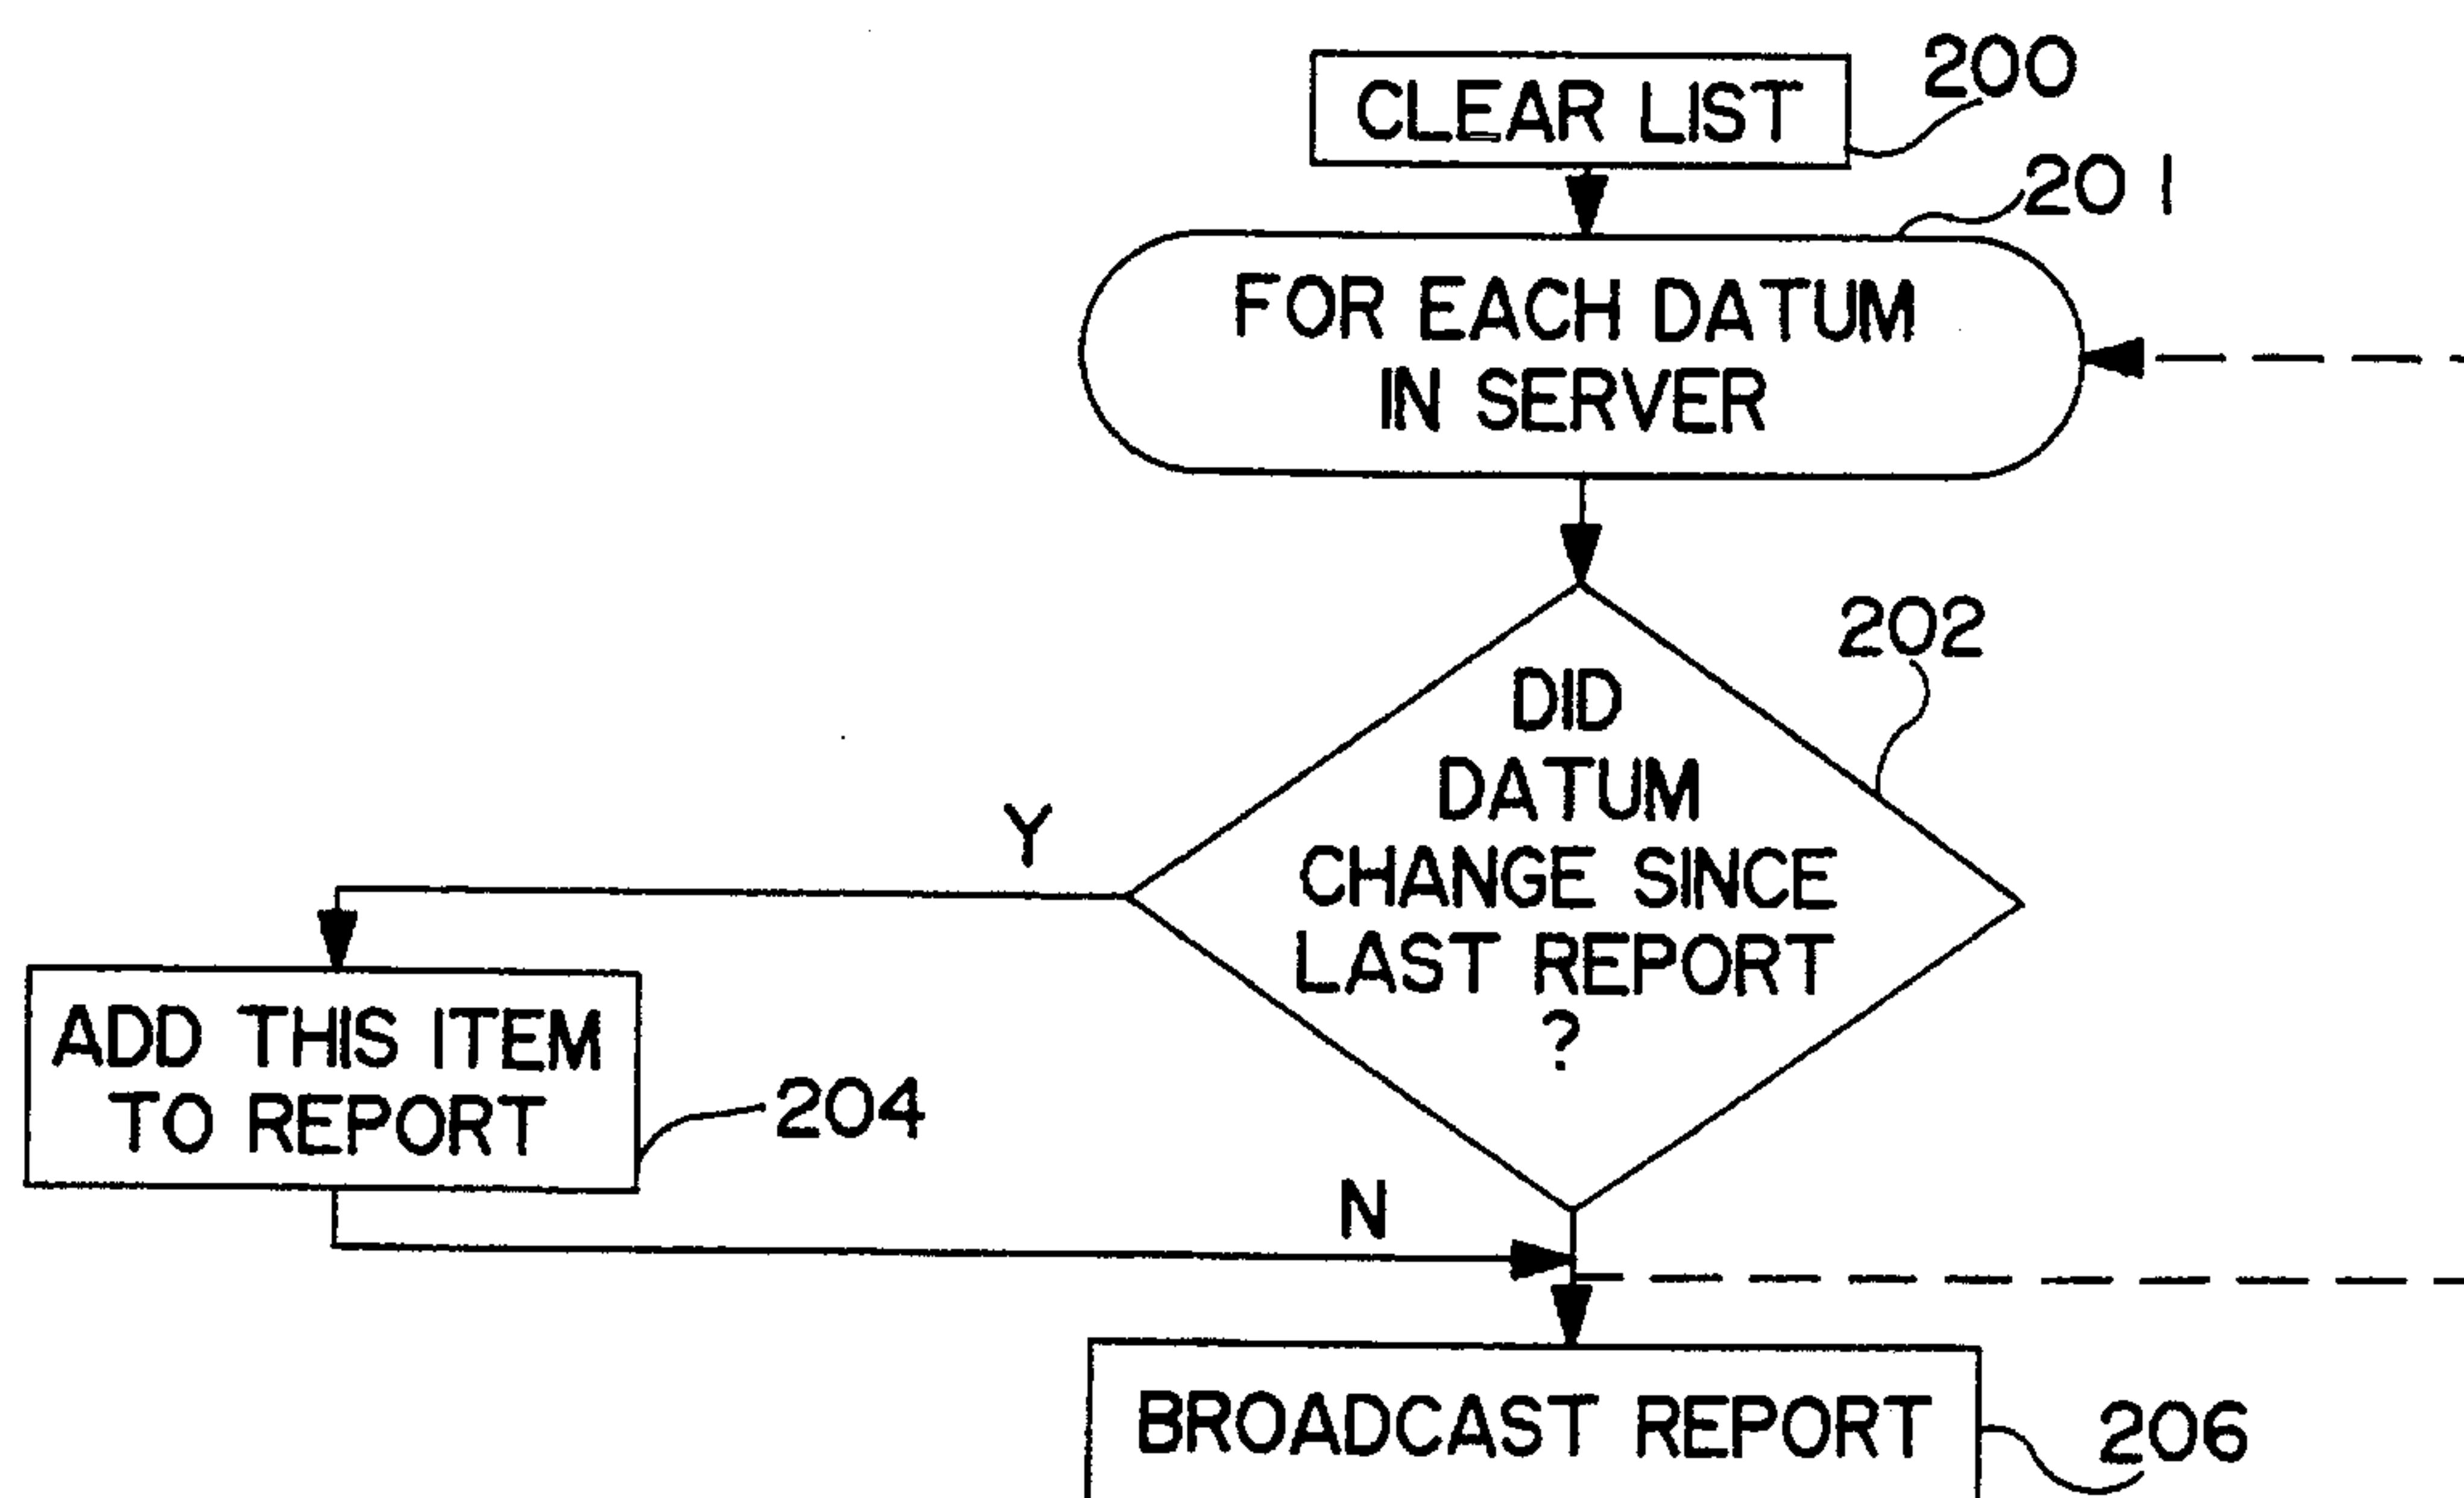 CLEAR LIST
200
201
FOR EACH DATUM
IN SERVER
202
DID
DATUM
CHANGE SINCE
LAST REPORT
?
Y
ADD THIS ITEM
TO REPORT
204
N
BROADCAST REPORT
206